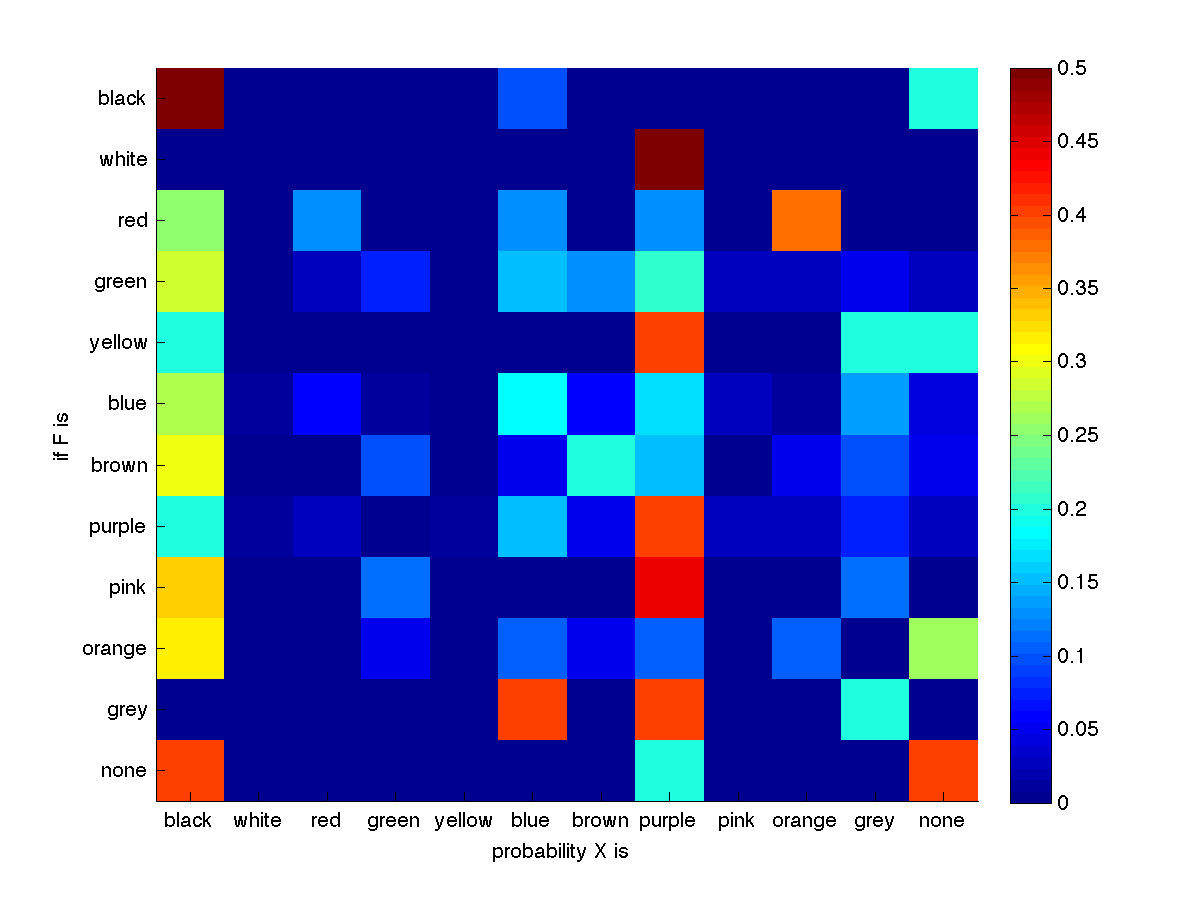 black
white
red
green
yellow
blue
brown
purple
pink
orange
grey
none
if F is
black white red green yellow blue brown purple pink orange grey none
probability X is
0.5
0.45
0.4
0.35
0.3
0.25
0.2
0.15
0.1
0.05
0